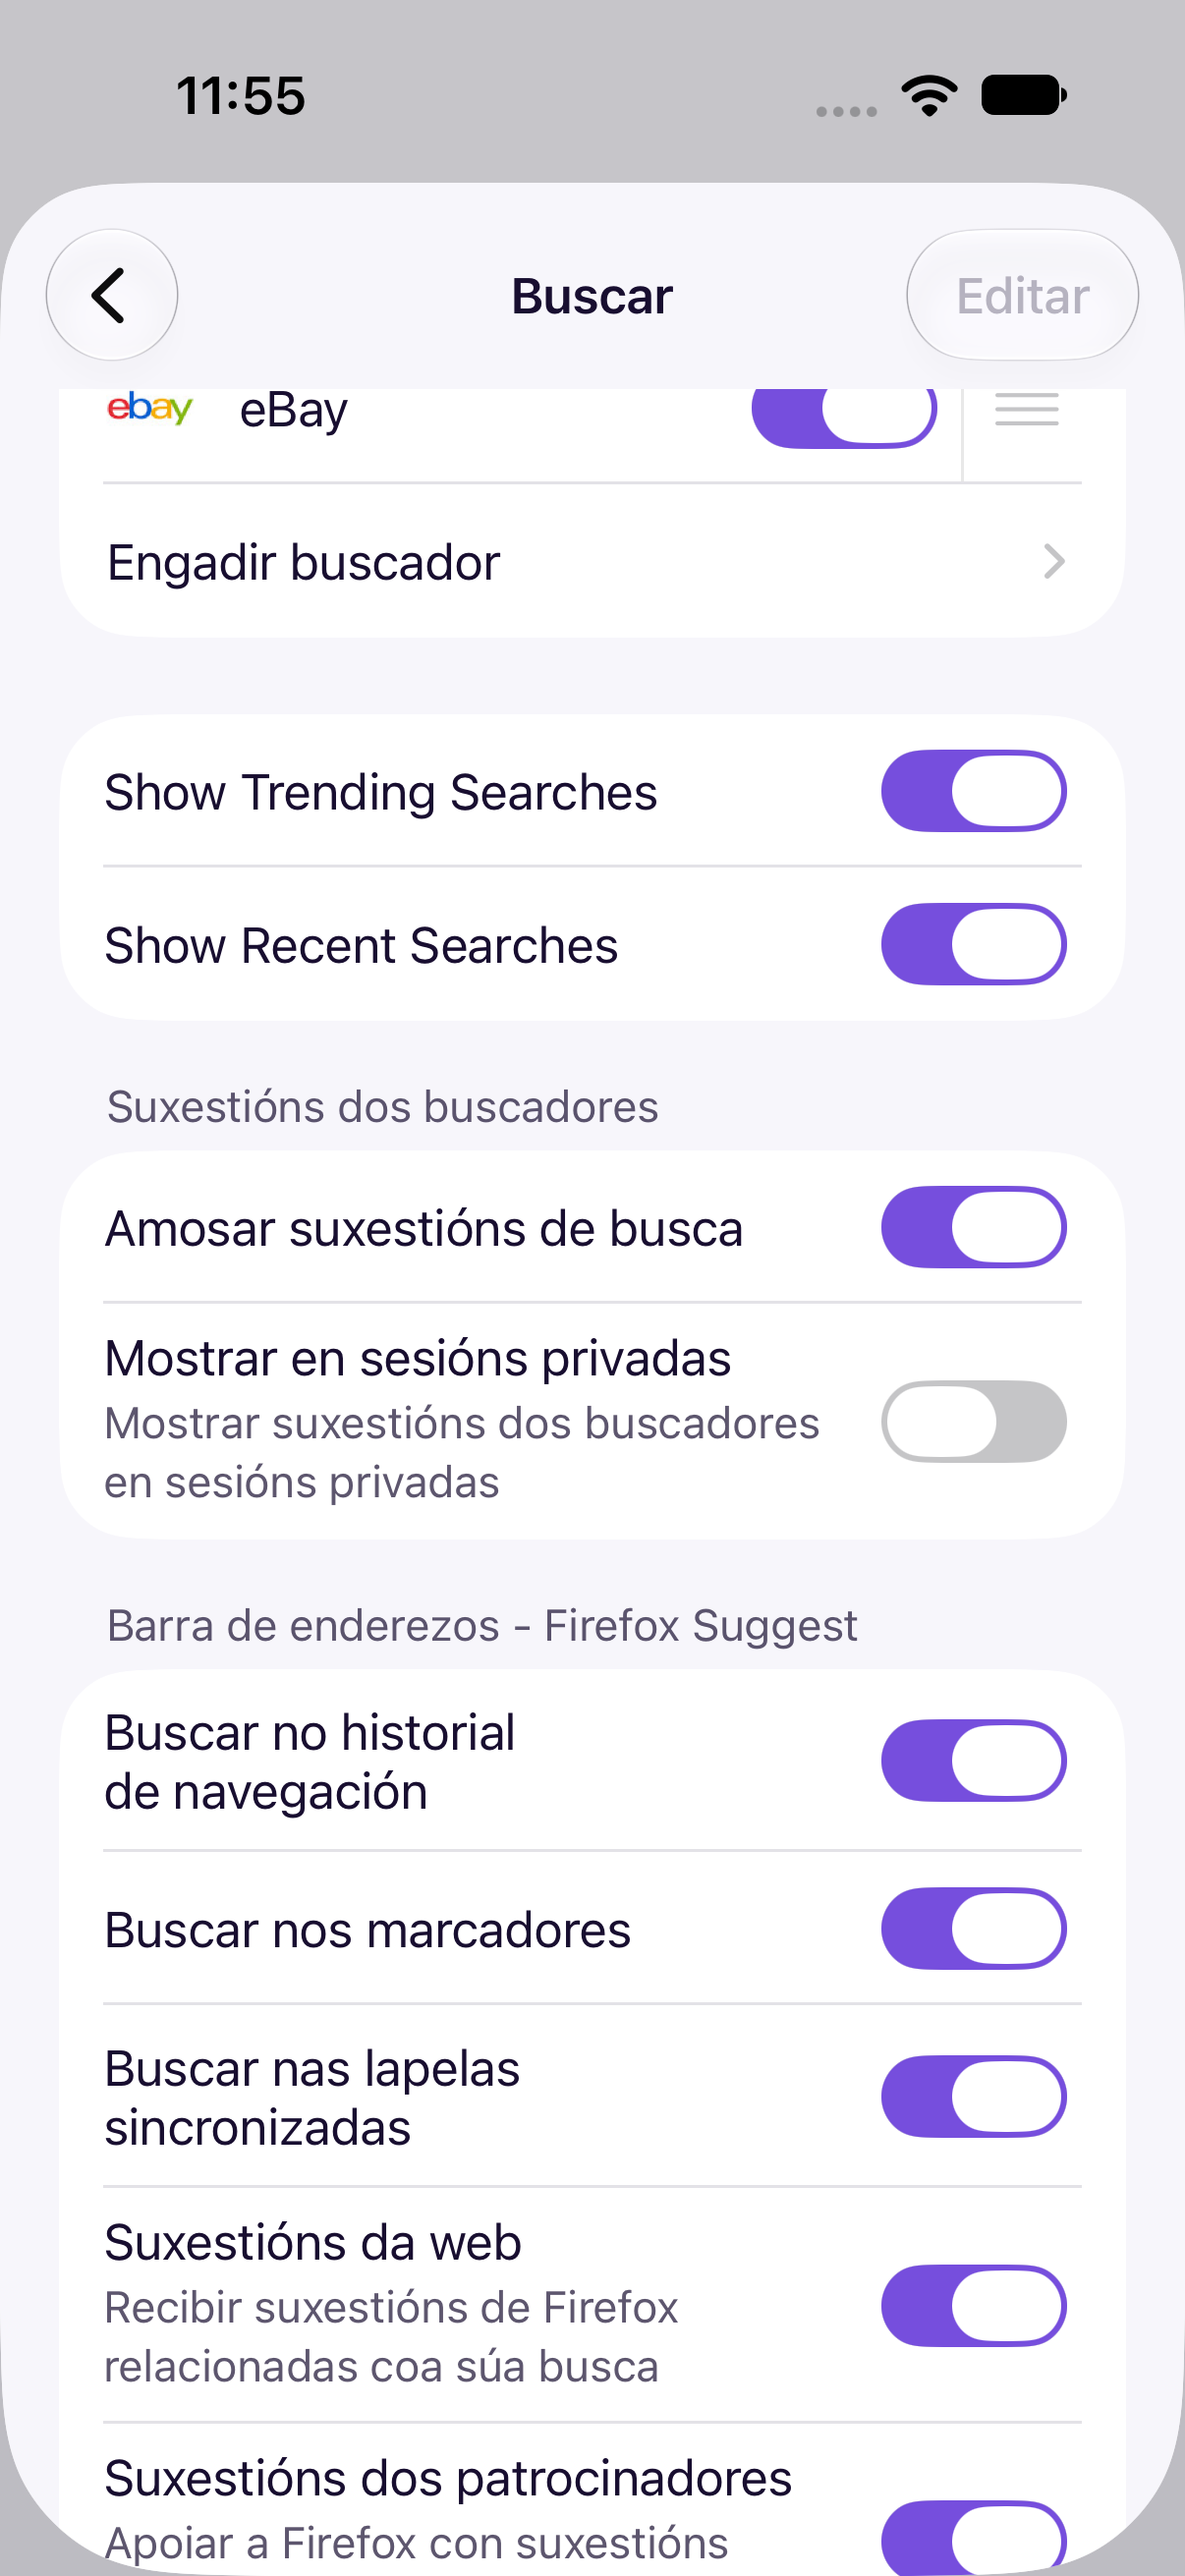 11:55
Buscar
Editar
ebay eBay
Engadir buscador
Show Trending Searches
Show Recent Searches
Suxestións dos buscadores
Amosar suxestións de busca
Mostrar en sesións privadas
Mostrar suxestións dos buscadores
en sesións privadas
Barra de enderezos - Firefox Suggest
Buscar no historial
de navegación
Buscar nos marcadores
Buscar nas lapelas
sincronizadas
Suxestións da web
Recibir suxestións de Firefox
relacionadas coa súa busca
Suxestións dos patrocinadores
Apoiar a Firefox con suxestións